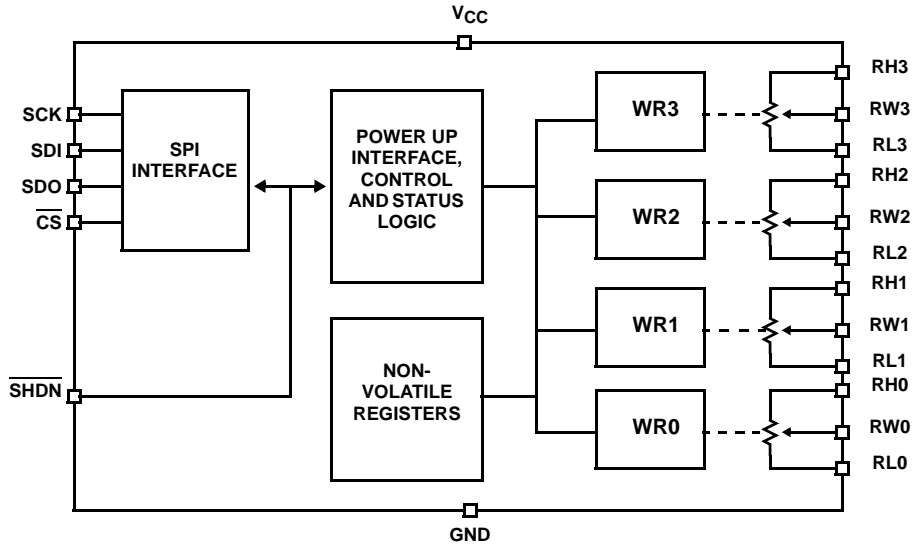 VCC
SCK
SDI
SDO
CS
SHDN
SPI
INTERFACE
POWER UP
INTERFACE,
CONTROL
AND STATUS
LOGIC
NON-
VOLATILE
REGISTERS
WR3
WR2
WR1
WR0
RH3
RW3
RL3
RH2
RW2
RL2
RH1
RW1
RL1
RH0
RW0
RL0
GND